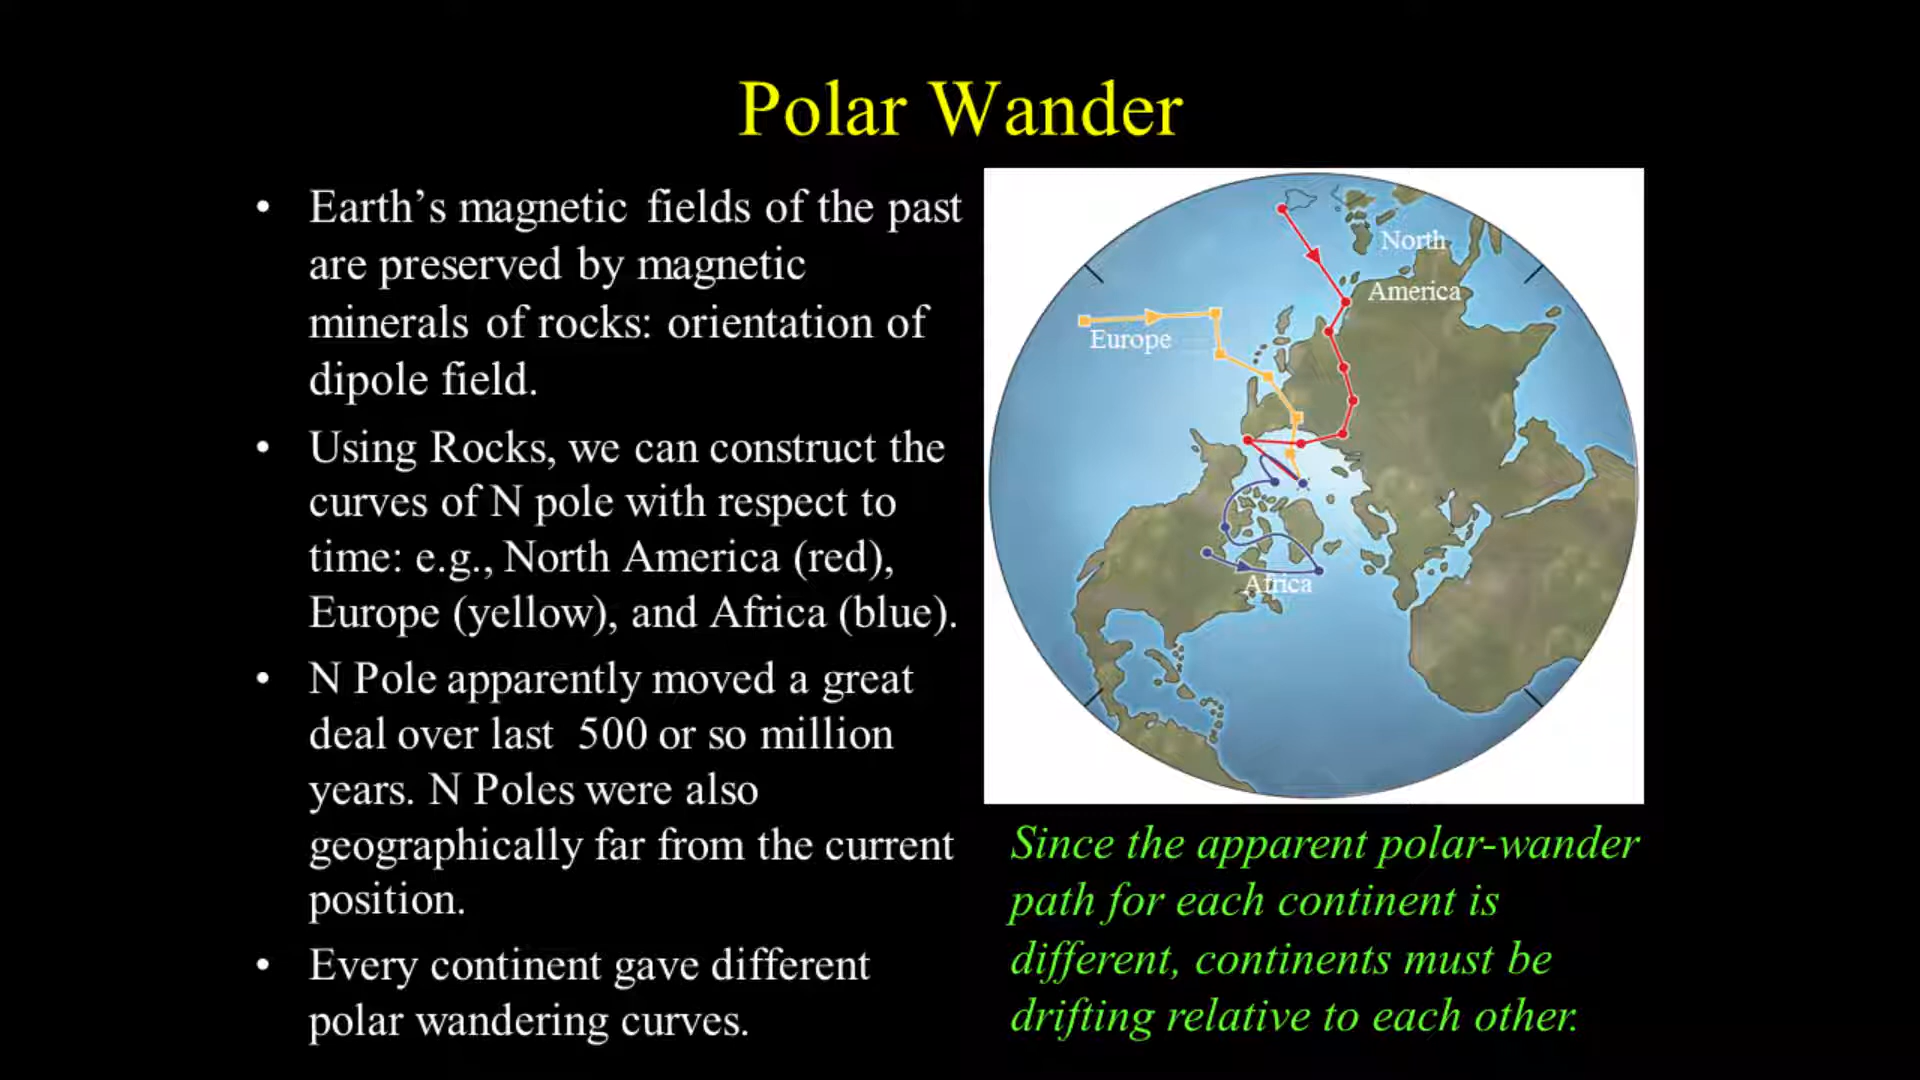 Polar Wander
• Earth’s magnetic fields of the past
are preserved by magnetic
minerals of rocks: orientation of
dipole field.
• Using Rocks, we can construct the
curves of N pole with respect to
time: e.g., North America (red),
Europe (yellow), and Africa (blue).
• N Pole apparently moved a great
deal over last 500 or so million
years. N Poles were also
geographically far from the current
position.
• Every continent gave different
polar wandering curves.
North
America
Europe
Africa
Since the apparent polar-wander
path for each continent is
different, continents must be
drifting relative to each other.